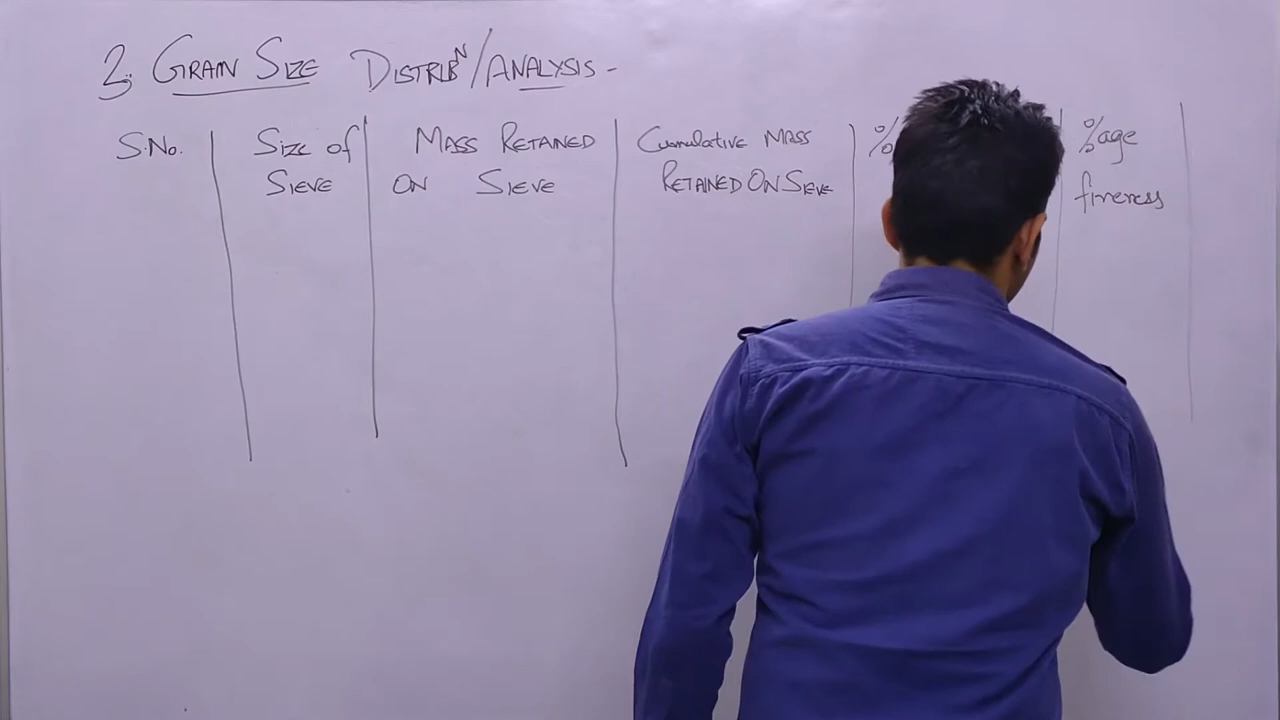 3. GRAIN SIZE DISTRIBᴺ/ANALYSIS -
S.No.
SIZE OF
SIEVE
MASS RETAINED
ON SIEVE
Cumulative MASS
RETAINED ON SIEVE
%
%age
fineness